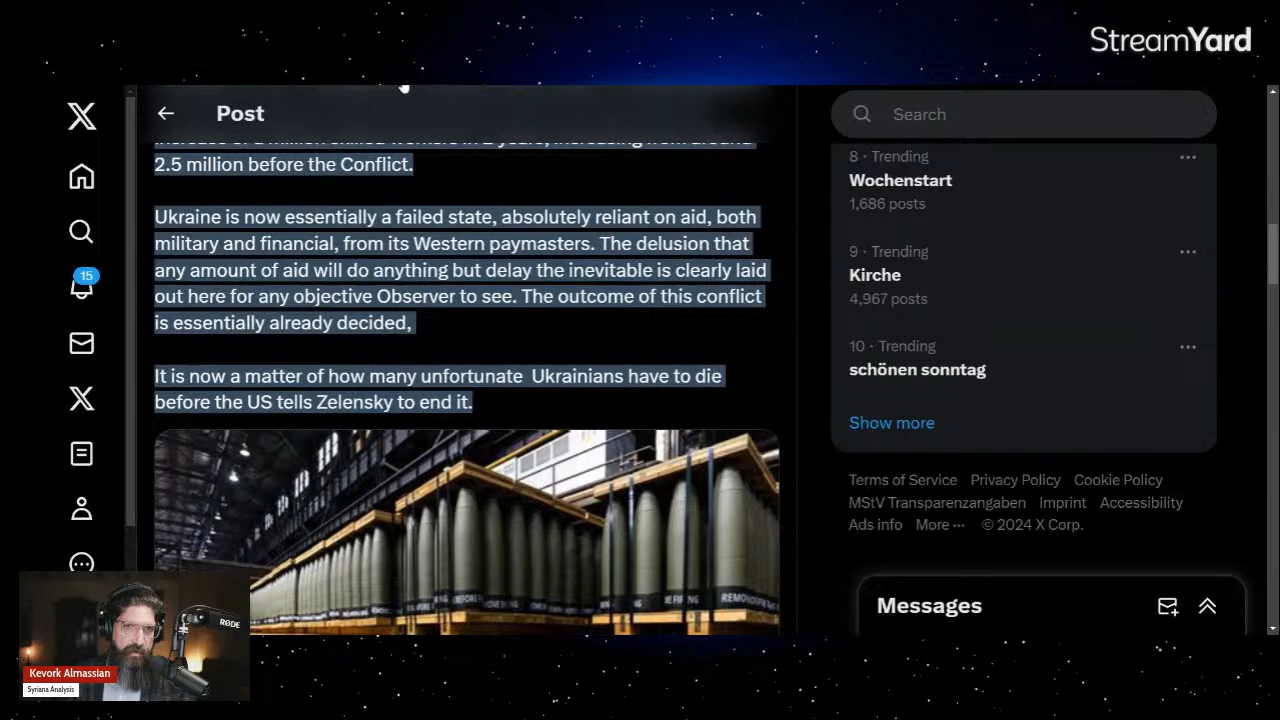 StreamYard
Post
2.5 million before the Conflict.
Ukraine is now essentially a failed state, absolutely reliant on aid, both
military and financial, from its Western paymasters. The delusion that
any amount of aid will do anything but delay the inevitable is clearly laid
out here for any objective Observer to see. The outcome of this conflict
is essentially already decided,
It is now a matter of how many unfortunate  Ukrainians have to die
before the US tells Zelensky to end it.
Search
8 · Trending
Wochenstart
1,686 posts
9 · Trending
Kirche
4,967 posts
10 · Trending
schönen sonntag
Show more
Terms of Service Privacy Policy Cookie Policy
MStV Transparenzangaben Imprint Accessibility
Ads info More ··· © 2024 X Corp.
Messages
15
RØDE
Kevork Almassian
Syriana Analysis